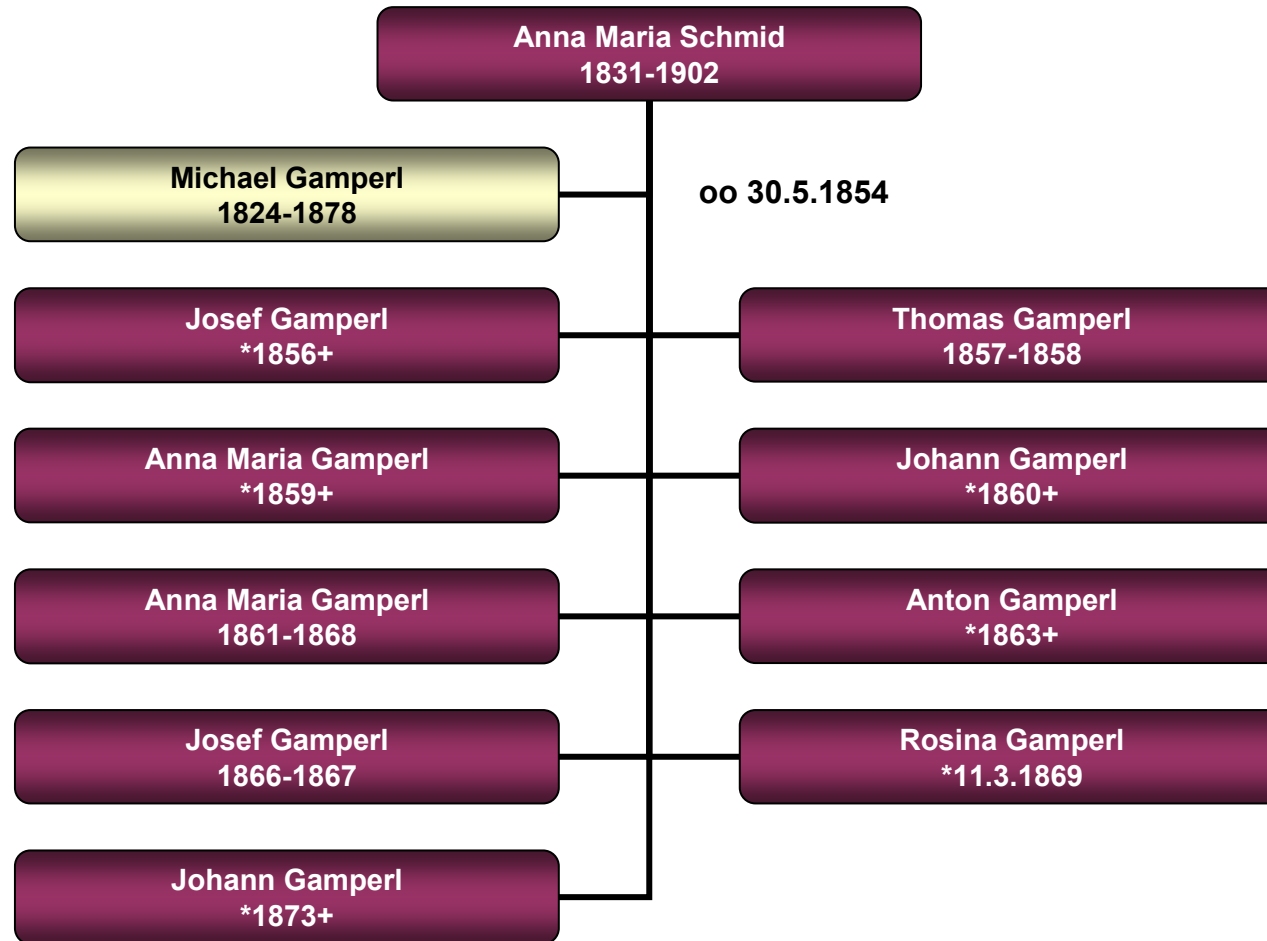 Anna Maria Schmid
1831-1902
Michael Gamperl
1824-1878
oo 30.5.1854
Josef Gamperl
*1856+
Thomas Gamperl
1857-1858
Anna Maria Gamperl
*1859+
Johann Gamperl
*1860+
Anna Maria Gamperl
1861-1868
Anton Gamperl
*1863+
Josef Gamperl
1866-1867
Rosina Gamperl
*11.3.1869
Johann Gamperl
*1873+